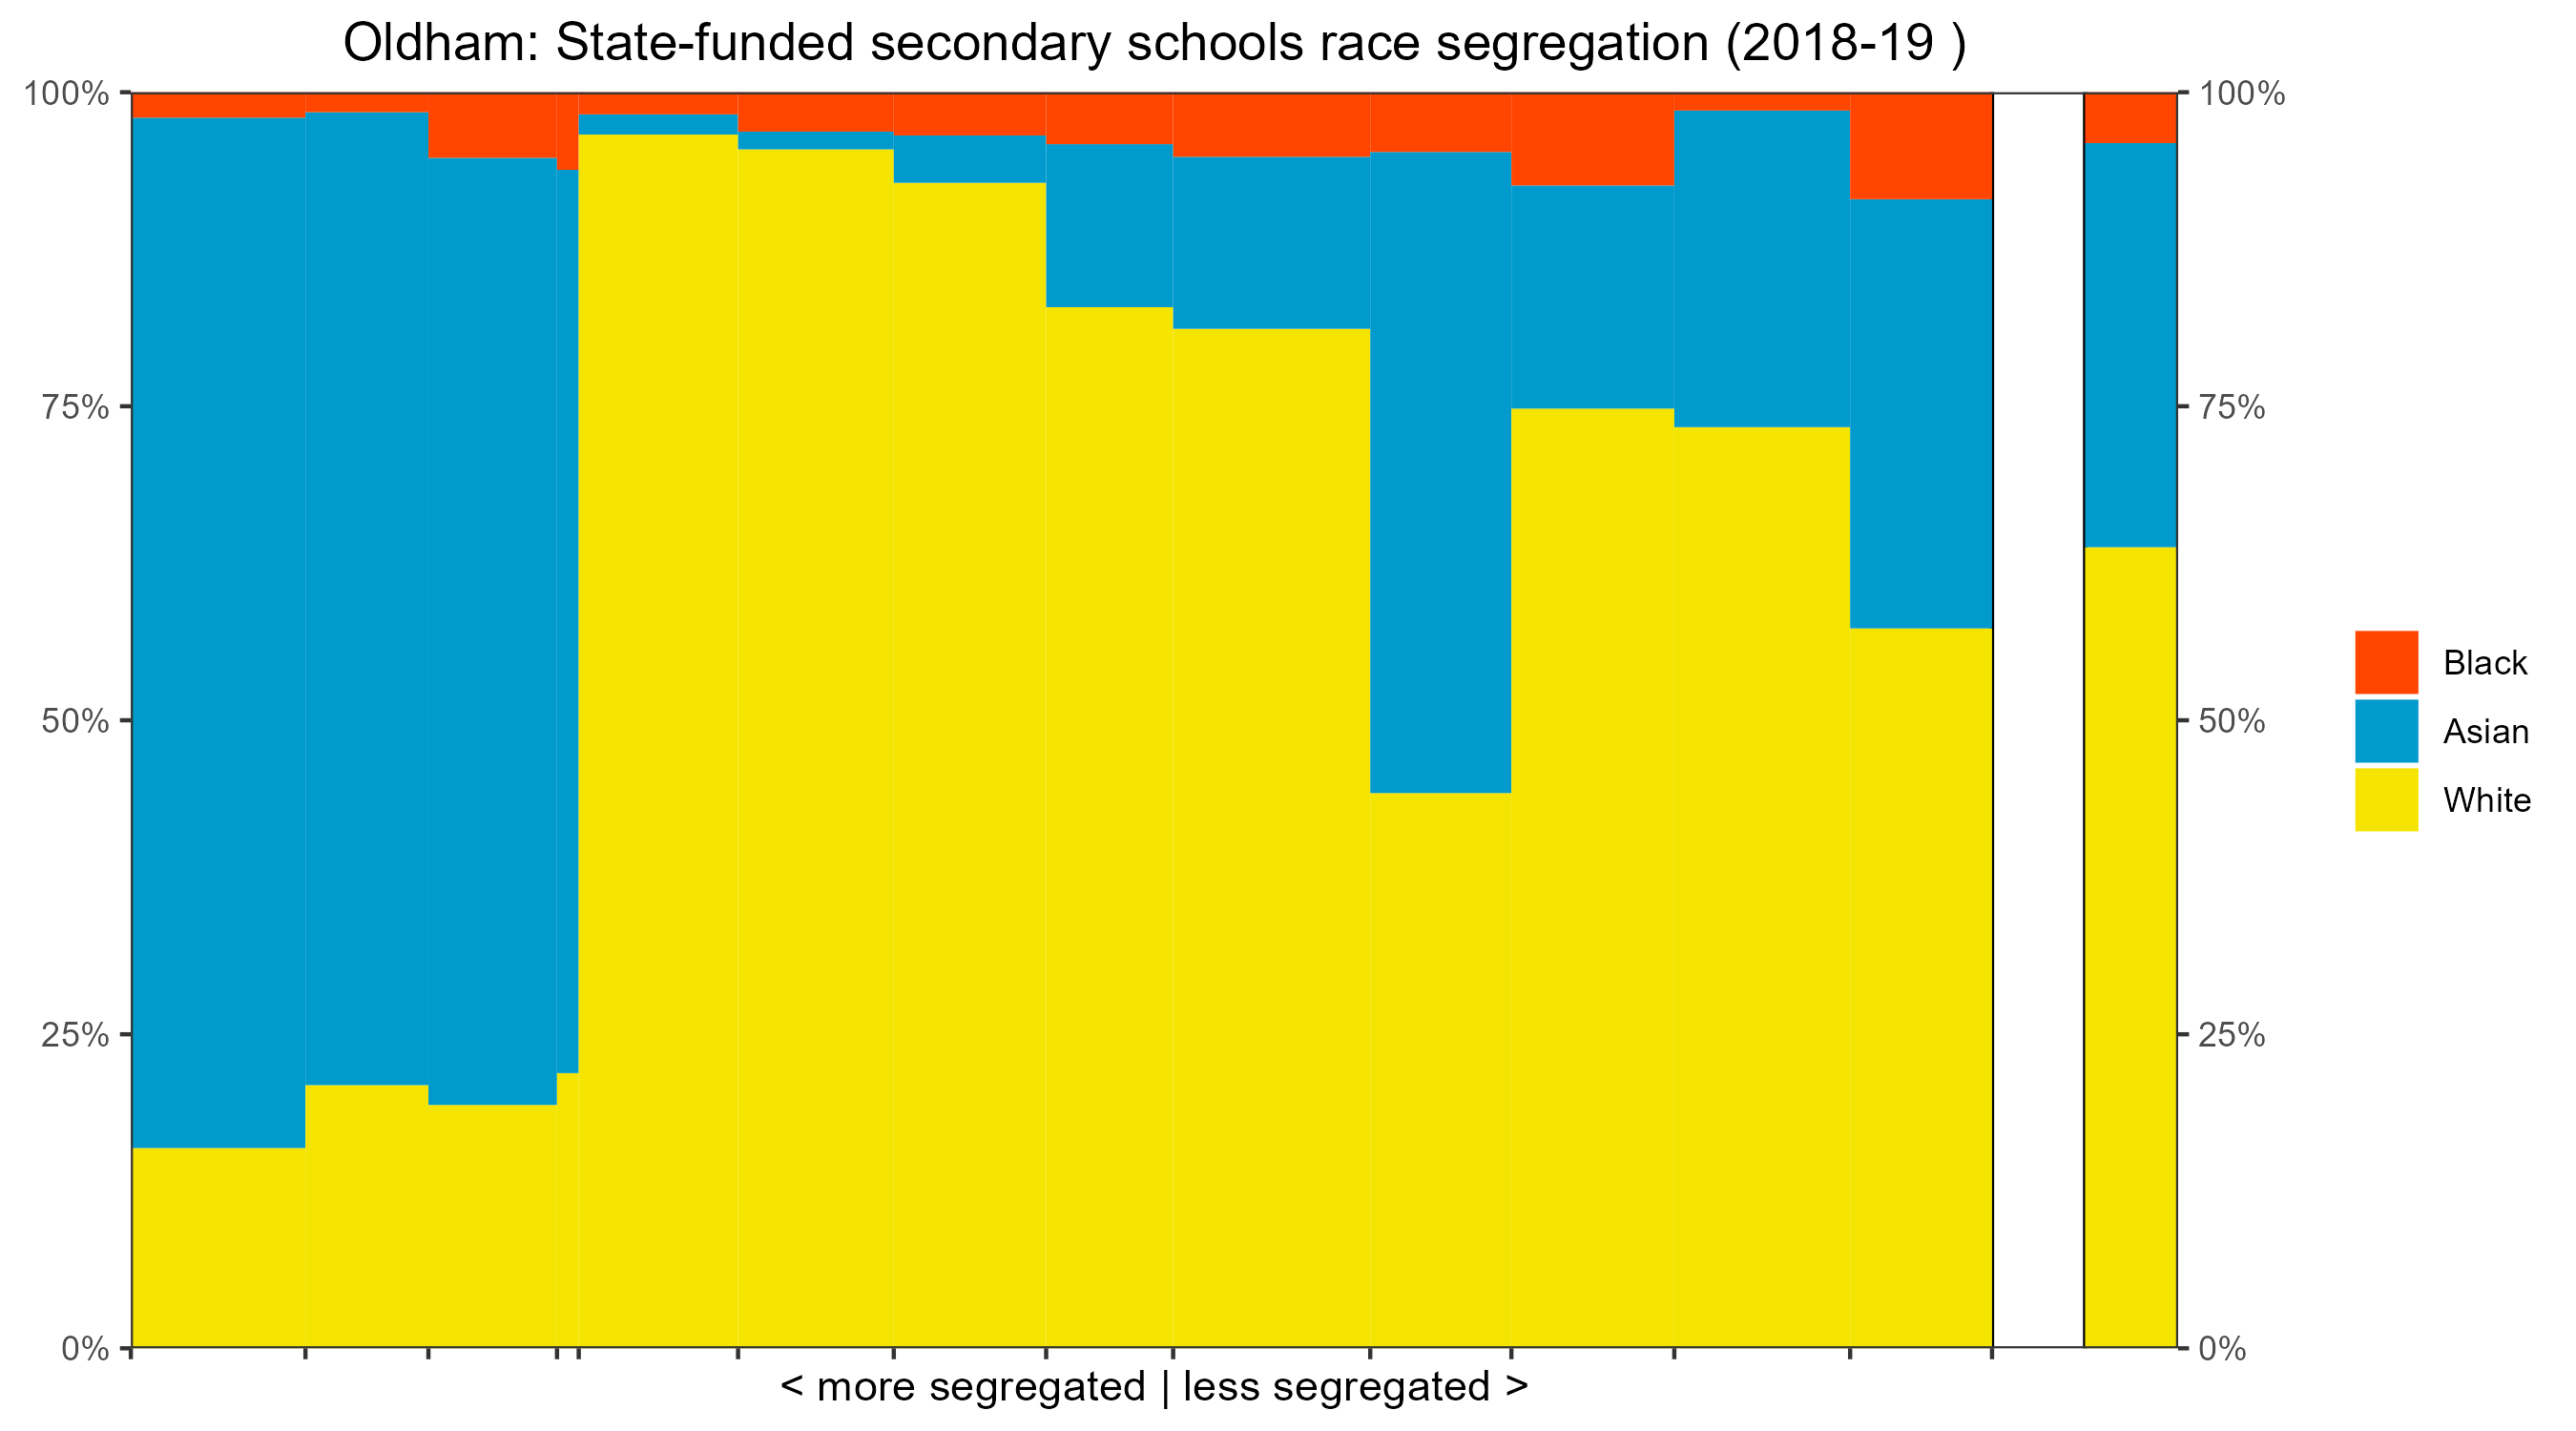 Oldham: State-funded secondary schools race segregation (2018-19 )
100%
75%
50%
25%
0%
100%
75%
50%
25%
0%
Black
Asian
White
< more segregated | less segregated >